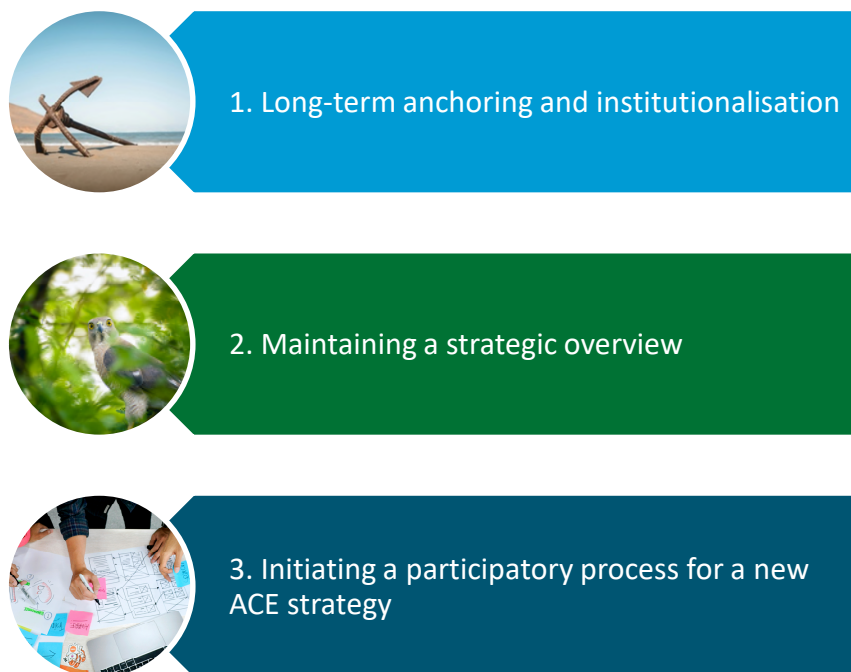 1. Long-term anchoring and institutionalisation
2. Maintaining a strategic overview
3. Initiating a participatory process for a new
ACE strategy